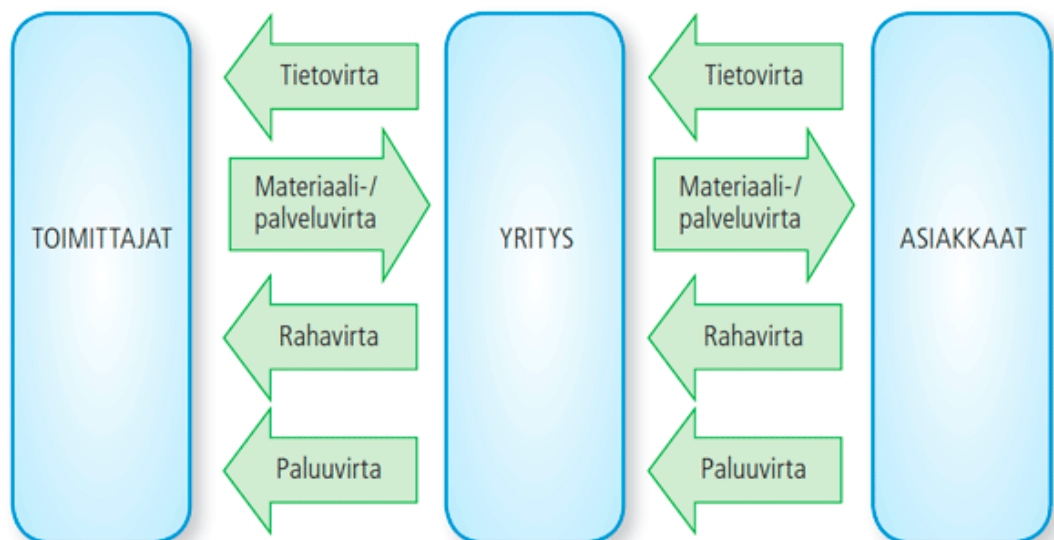 TOIMITTAJAT
Tietovirta
Materiaali-/
palveluvirta
Rahavirta
Paluuvirta
YRITYS
Tietovirta
Materiaali-/
palveluvirta
Rahavirta
Paluuvirta
ASIAKKAAT